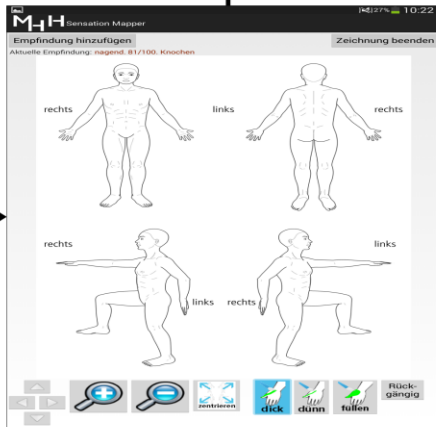 27% 10:22
MHH Sensation Mapper
Empfindung hinzufügen Zeichnung beenden
Aktuelle Empfindung: nagend. 81/100. Knochen
rechts links rechts
rechts links
links rechts
zentrieren dick dünn füllen Rück-
gängig